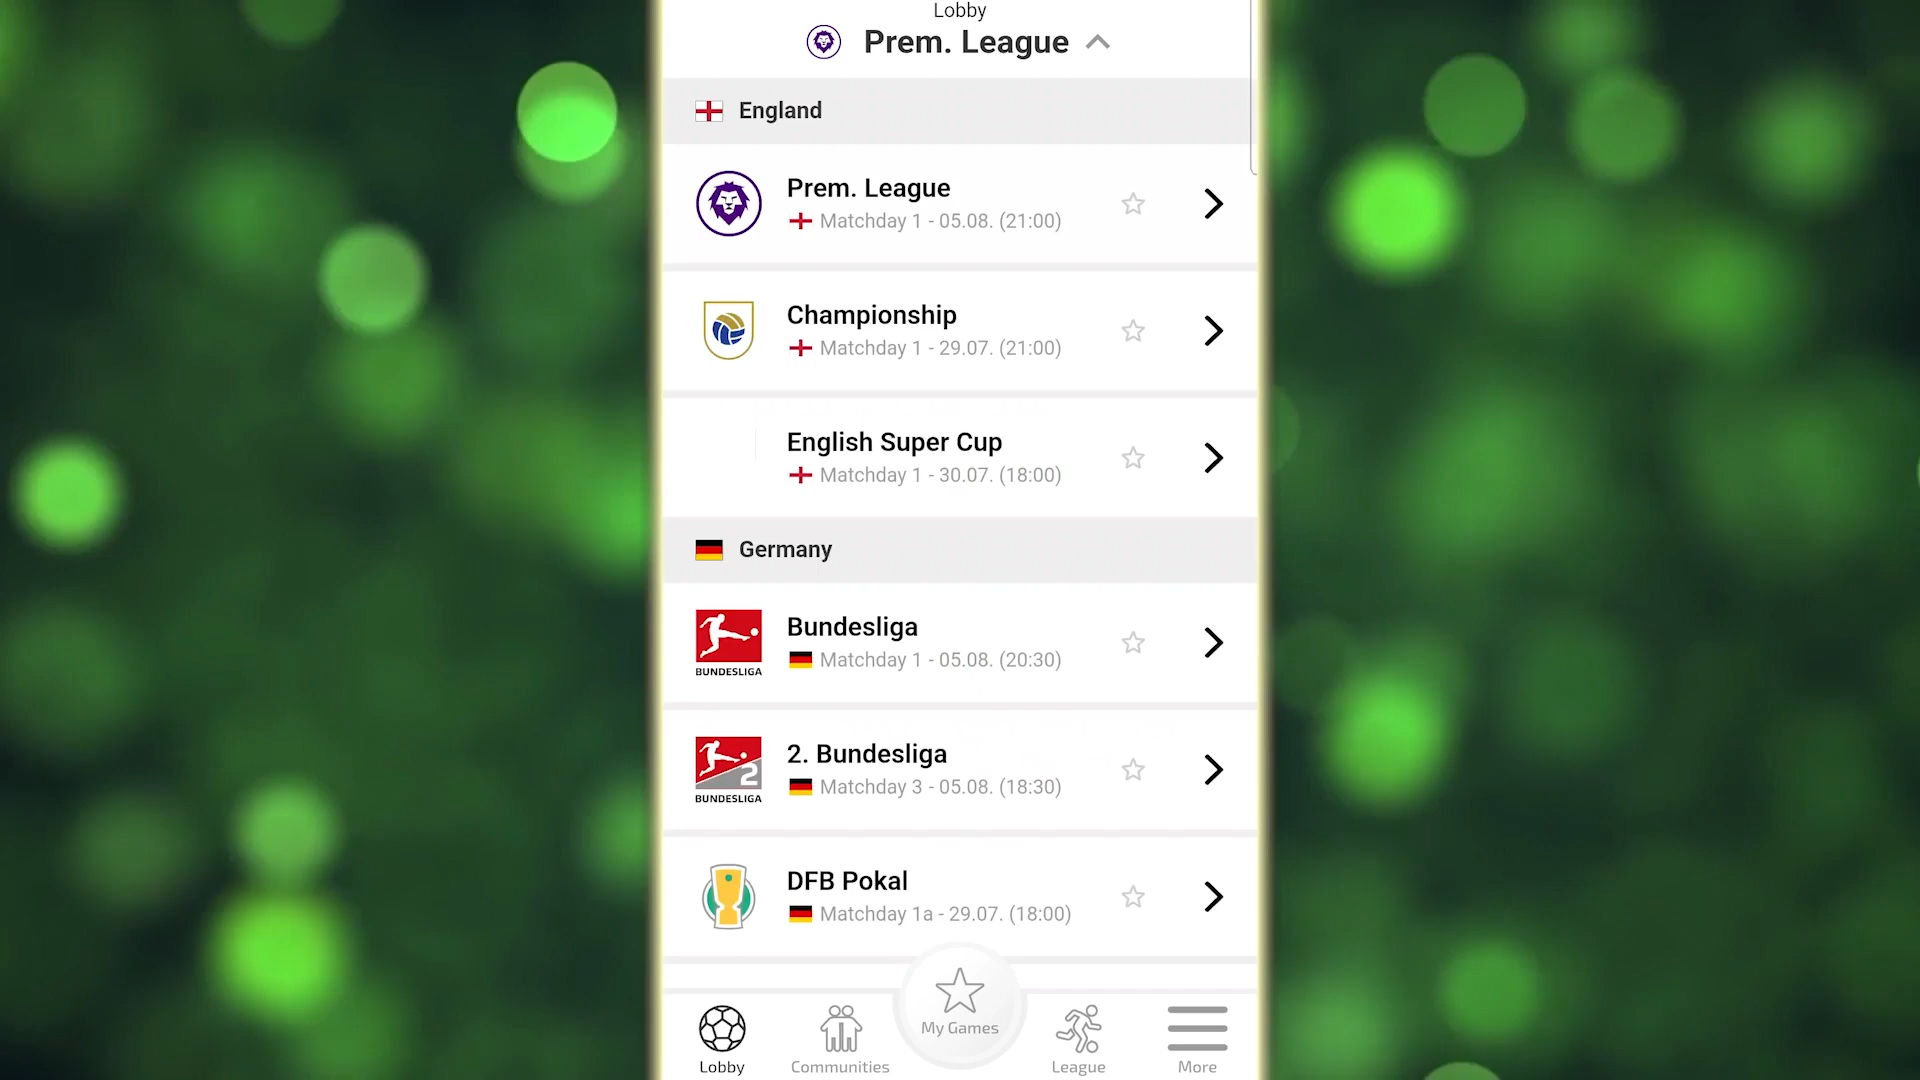 Lobby
Prem. League
England
Prem. League
Matchday 1 - 05.08. (21:00)
Championship
Matchday 1 - 29.07. (21:00)
English Super Cup
Matchday 1 - 30.07. (18:00)
Germany
Bundesliga
Matchday 1 - 05.08. (20:30)
BUNDESLIGA
2. Bundesliga
Matchday 3 - 05.08. (18:30)
2
BUNDESLIGA
DFB Pokal
Matchday 1a - 29.07. (18:00)
My Games
Lobby
Communities
League
More